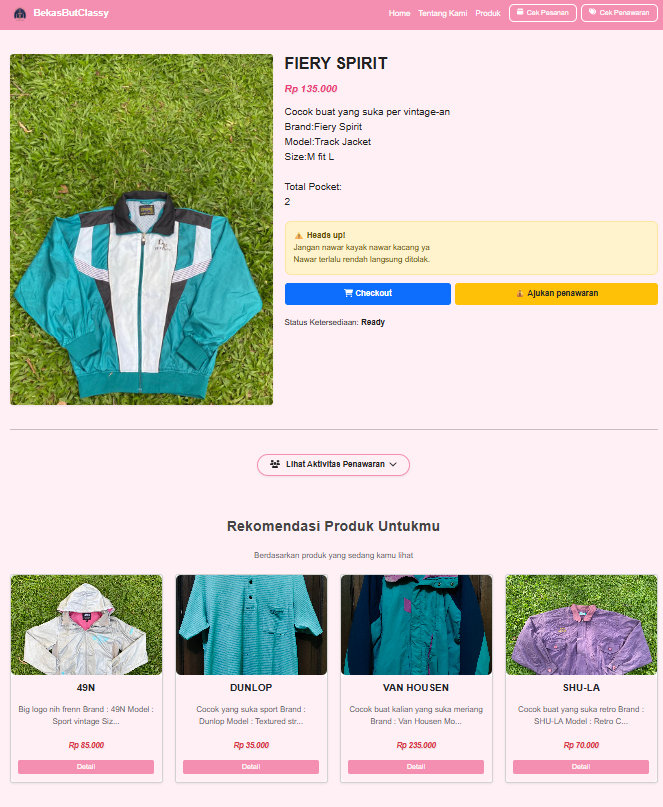 BekasButClassy
Home Tentang Kami Produk Cek Pesanan Cek Penawaran
FIERY SPIRIT
Rp 135.000
Cocok buat yang suka per vintage-an
Brand:Fiery Spirit
Model:Track Jacket
Size:M fit L
Total Pocket:
2
Heads up!
Jangan nawar kayak nawar kacang ya
Nawar terlalu rendah langsung ditolak.
Checkout
Ajukan penawaran
Status Ketersediaan: Ready
Lihat Aktivitas Penawaran
Rekomendasi Produk Untukmu
Berdasarkan produk yang sedang kamu lihat
49N
Big logo nih frenn Brand : 49N Model :
Sport vintage Siz...
Rp 85.000
Detail
DUNLOP
Cocok yang suka sport Brand :
Dunlop Model : Textured str...
Rp 35.000
Detail
VAN HOUSEN
Cocok buat kalian yang suka meriang
Brand : Van Housen Mo...
Rp 235.000
Detail
SHU-LA
Cocok buat yang suka retro Brand :
SHU-LA Model : Retro C...
Rp 70.000
Detail